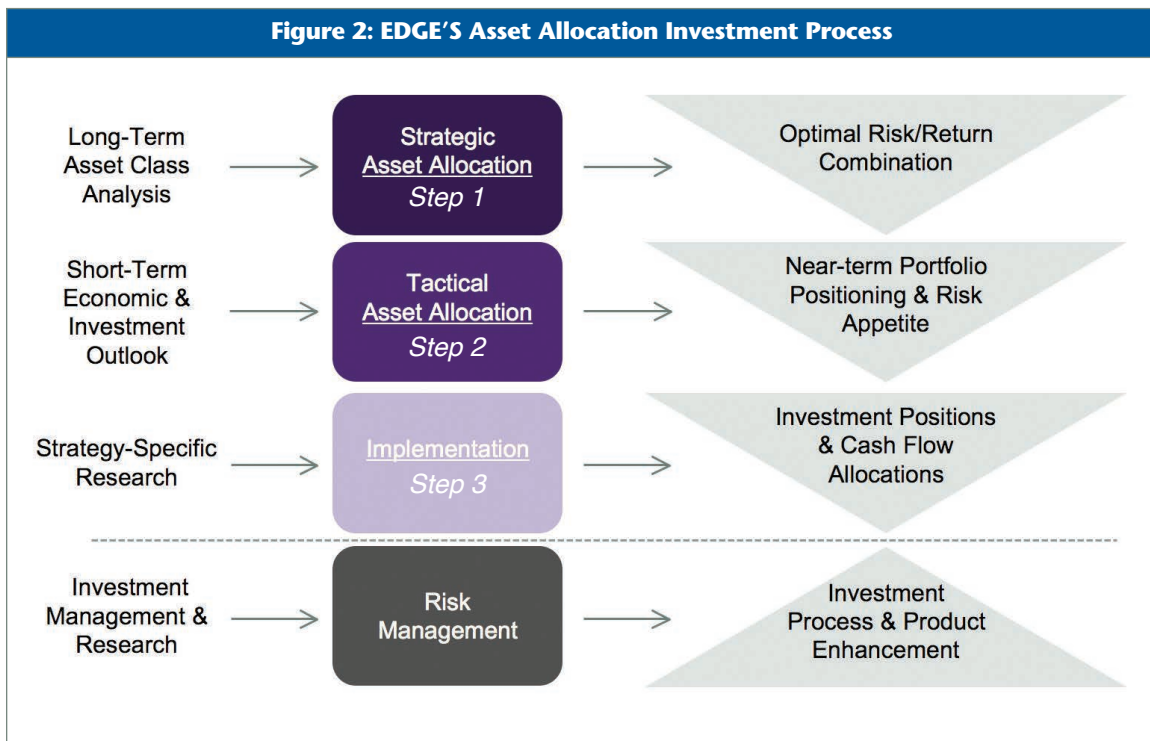 Figure 2: EDGE'S Asset Allocation Investment Process
Long-Term
Asset Class
Analysis
Strategic
Asset Allocation
Step 1
Optimal Risk/Return
Combination
Short-Term
Economic &
Investment
Outlook
Tactical
Asset Allocation
Step 2
Near-term Portfolio
Positioning & Risk
Appetite
Strategy-Specific
Research
Implementation
Step 3
Investment Positions
& Cash Flow
Allocations
Investment
Management &
Research
Risk
Management
Investment
Process & Product
Enhancement